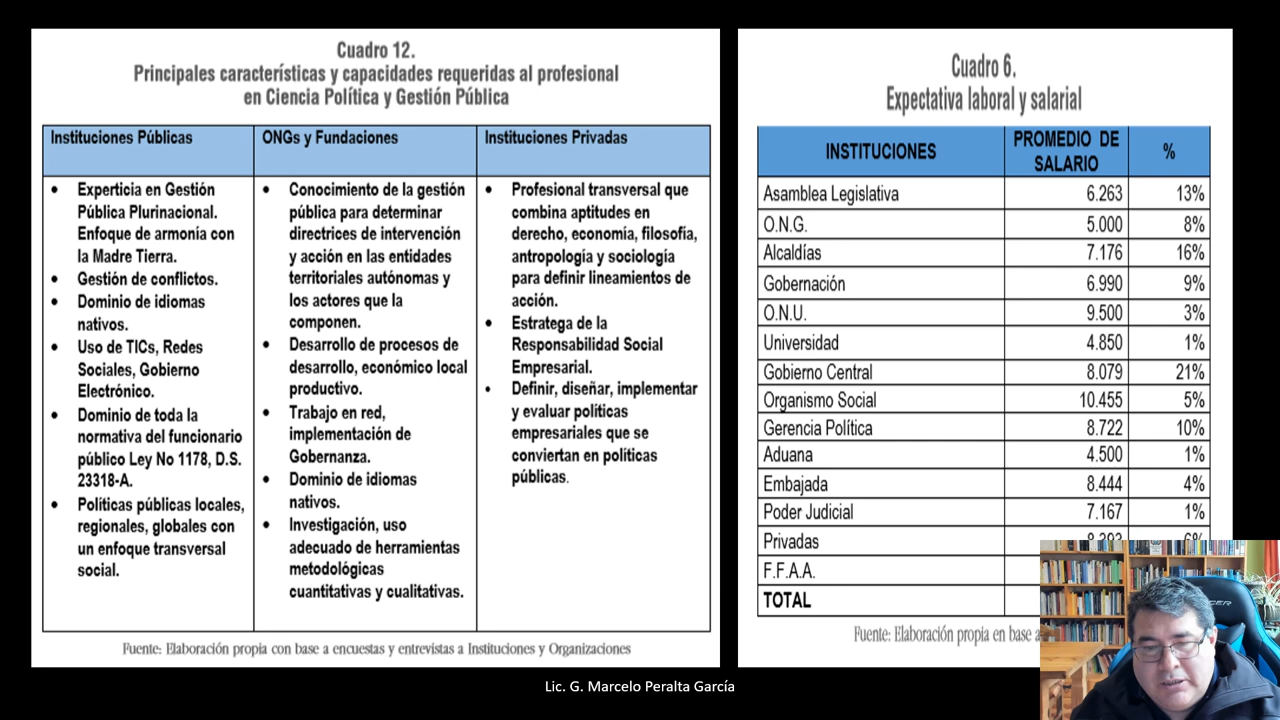 Cuadro 12.
Principales características y capacidades requeridas al profesional
en Ciencia Política y Gestión Pública
Instituciones Públicas
• Experticia en Gestión
Pública Plurinacional.
Enfoque de armonía con
la Madre Tierra.
• Gestión de conflictos.
• Dominio de idiomas
nativos.
• Uso de TICs, Redes
Sociales, Gobierno
Electrónico.
• Dominio de toda la
normativa del funcionario
público Ley No 1178, D.S.
23318-A.
• Políticas públicas locales,
regionales, globales con
un enfoque transversal
social.
ONGs y Fundaciones
• Conocimiento de la gestión
pública para determinar
directrices de intervención
y acción en las entidades
territoriales autónomas y
los actores que la
componen.
• Desarrollo de procesos de
desarrollo, económico local
productivo.
• Trabajo en red,
implementación de
Gobernanza.
• Dominio de idiomas
nativos.
• Investigación, uso
adecuado de herramientas
metodológicas
cuantitativas y cualitativas.
Instituciones Privadas
• Profesional transversal que
combina aptitudes en
derecho, economía, filosofía,
antropología y sociología
para definir lineamientos de
acción.
• Estratega de la
Responsabilidad Social
Empresarial.
• Definir, diseñar, implementar
y evaluar políticas
empresariales que se
conviertan en políticas
públicas.
Fuente: Elaboración propia con base a encuestas y entrevistas a Instituciones y Organizaciones
Cuadro 6.
Expectativa laboral y salarial
INSTITUCIONES PROMEDIO DE SALARIO %
Asamblea Legislativa 6.263 13%
O.N.G. 5.000 8%
Alcaldías 7.176 16%
Gobernación 6.990 9%
O.N.U. 9.500 3%
Universidad 4.850 1%
Gobierno Central 8.079 21%
Organismo Social 10.455 5%
Gerencia Política 8.722 10%
Aduana 4.500 1%
Embajada 8.444 4%
Poder Judicial 7.167 1%
Privadas
F.F.A.A.
TOTAL
Fuente: Elaboración propia en base
Lic. G. Marcelo Peralta García